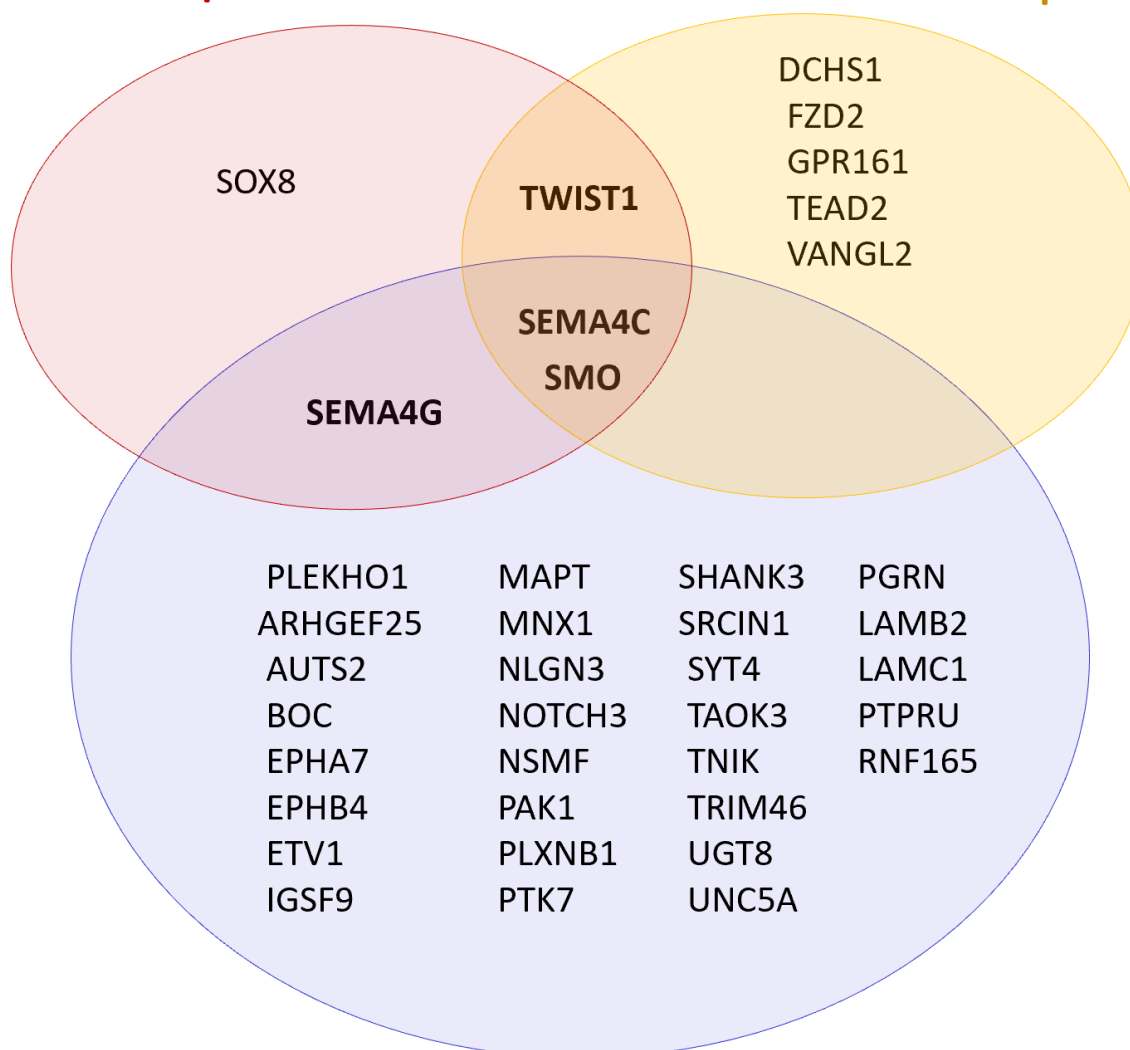 DCHS1
FZD2
GPR161
TEAD2
VANGL2
SOX8
TWIST1
SEMA4C
SMO
SEMA4G
PLEKHO1 MAPT SHANK3 PGRN
ARHGEF25 MNX1 SRCIN1 LAMB2
AUTS2 NLGN3 SYT4 LAMC1
BOC NOTCH3 TAOK3 PTPRU
EPHA7 NSMF TNIK RNF165
EPHB4 PAK1 TRIM46
ETV1 PLXNB1 UGT8
IGSF9 PTK7 UNC5A